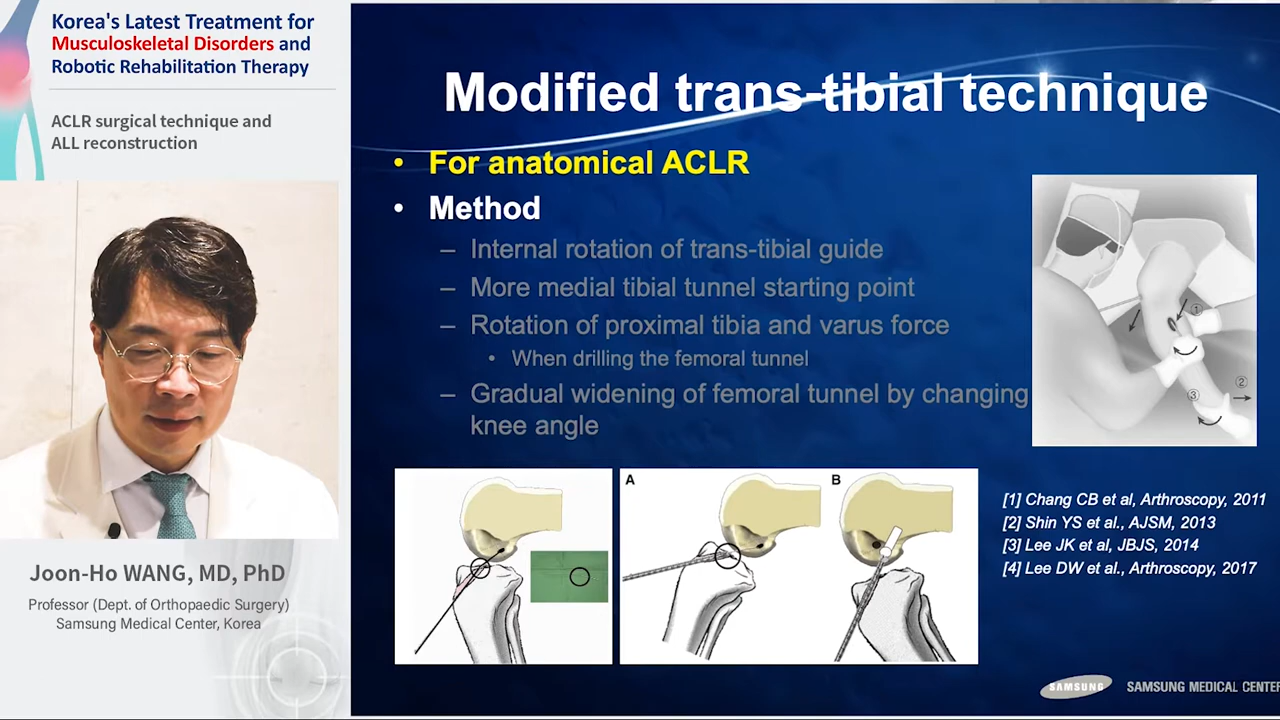 Korea's Latest Treatment for
Musculoskeletal Disorders and
Robotic Rehabilitation Therapy
ACLR surgical technique and
ALL reconstruction
Joon-Ho WANG, MD, PhD
Professor (Dept. of Orthopaedic Surgery)
Samsung Medical Center, Korea
Modified trans-tibial technique
• For anatomical ACLR
• Method
– Internal rotation of trans-tibial guide
– More medial tibial tunnel starting point
– Rotation of proximal tibia and varus force
• When drilling the femoral tunnel
– Gradual widening of femoral tunnel by changing
knee angle
①
②
③
A
B
[1] Chang CB et al, Arthroscopy, 2011
[2] Shin YS et al., AJSM, 2013
[3] Lee JK et al, JBJS, 2014
[4] Lee DW et al., Arthroscopy, 2017
SAMSUNG SAMSUNG MEDICAL CENTER